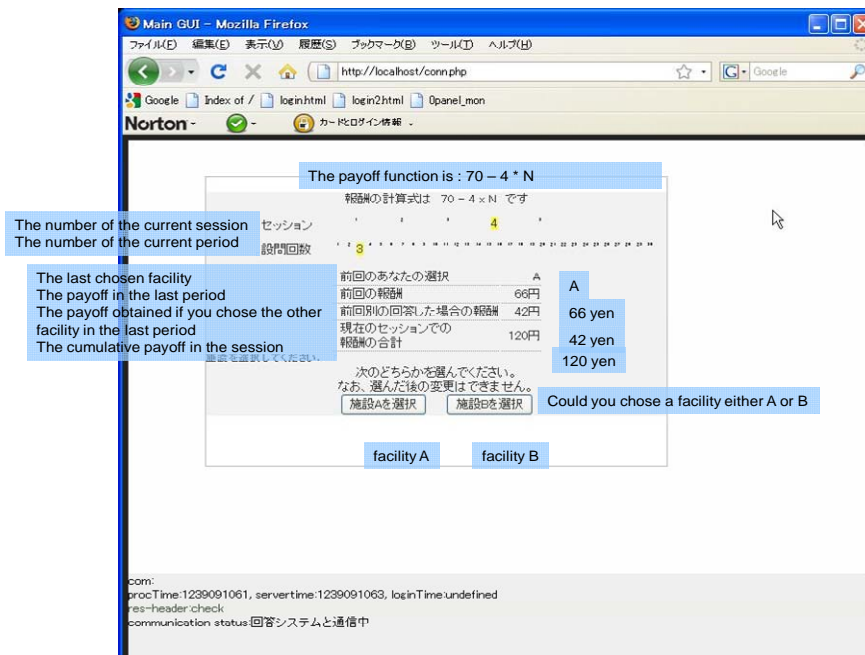 Main GUI - Mozilla Firefox
ファイル(F) 編集(E) 表示(V) 履歴(S) ブックマーク(B) ツール(T) ヘルプ(H)
http://localhost/conn.php
Google
Google Index of / login.html login2.html 0panel_mon
Norton カードとログイン情報
The payoff function is : 70 – 4 * N
報酬の計算式は 70 - 4 × N です
The number of the current session
セッション 4
The number of the current period
設問回数 3
The last chosen facility
前回のあなたの選択 A
A
The payoff in the last period
前回の報酬 66円
66 yen
The payoff obtained if you chose the other
facility in the last period
前回別の回答した場合の報酬 42円
42 yen
The cumulative payoff in the session
現在のセッションでの
報酬の合計 120円
120 yen
を選択してください.
次のどちらかを選んでください。
なお、選んだ後の変更はできません。
施設Aを選択 施設Bを選択
Could you chose a facility either A or B
facility A facility B
com:
procTime:1239091061, servertime:1239091063, loginTime:undefined
res-header:check
communication status:回答システムと通信中